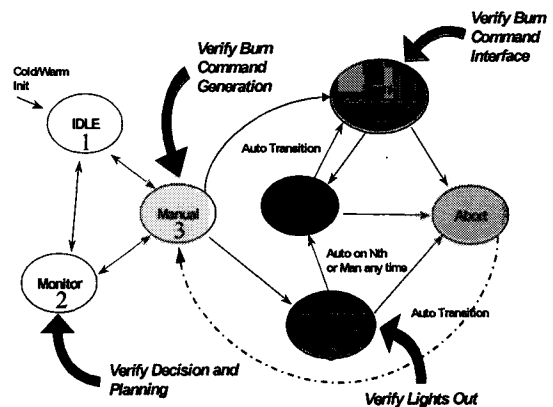 Verify Burn
Command
Interface
Verify Burn
Command
Generation
Cold/Warm
Init
IDLE
1
Auto Transition
Manual
3
Abort
Auto on Nth
or Man any time
Monitor
2
Auto Transition
Verify Decision and
Planning
Verify Lights Out